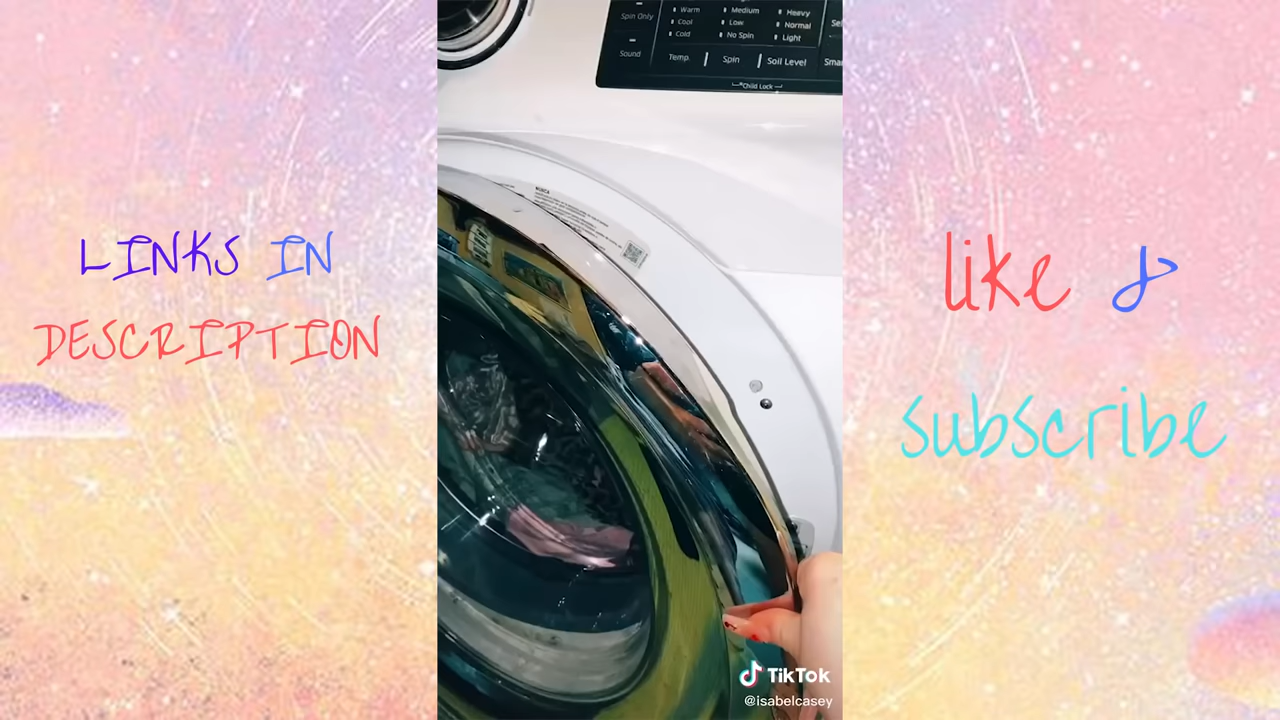 LINKS IN
DESCRIPTION
Spin Only
Warm
Medium
Heavy
Cool
Low
Normal
Cold
No Spin
Light
Sound
Temp.
Spin
Soil Level
Child Lock
NUNCA
TikTok
@isabelcasey
like &
subscribe